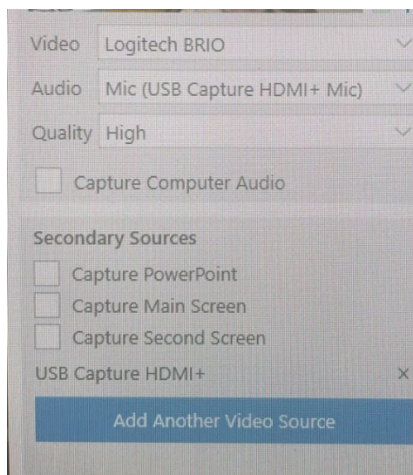 Video Logitech BRIO
Audio Mic (USB Capture HDMI+ Mic)
Quality High
Capture Computer Audio
Secondary Sources
Capture PowerPoint
Capture Main Screen
Capture Second Screen
USB Capture HDMI+ ×
Add Another Video Source